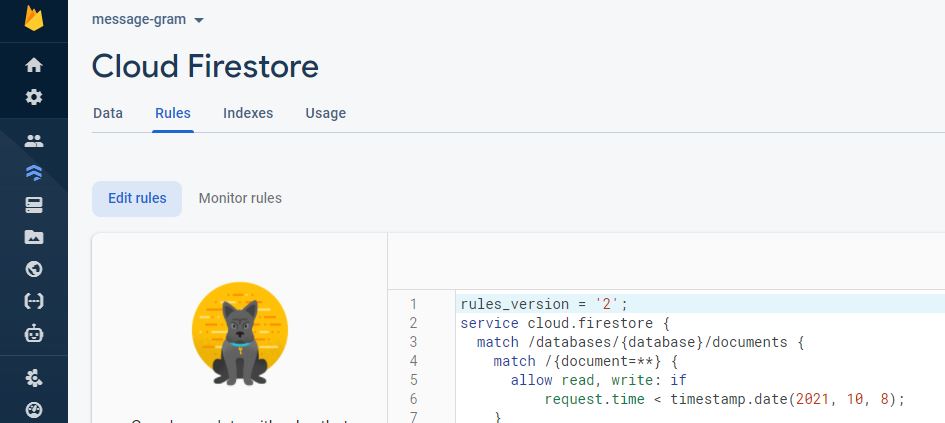 message-gram
Cloud Firestore
Data Rules Indexes Usage
Edit rules Monitor rules
1 rules_version = '2';
2 service cloud.firestore {
3 match /databases/{database}/documents {
4 match /{document=**} {
5 allow read, write: if
6 request.time < timestamp.date(2021, 10, 8);
7 }